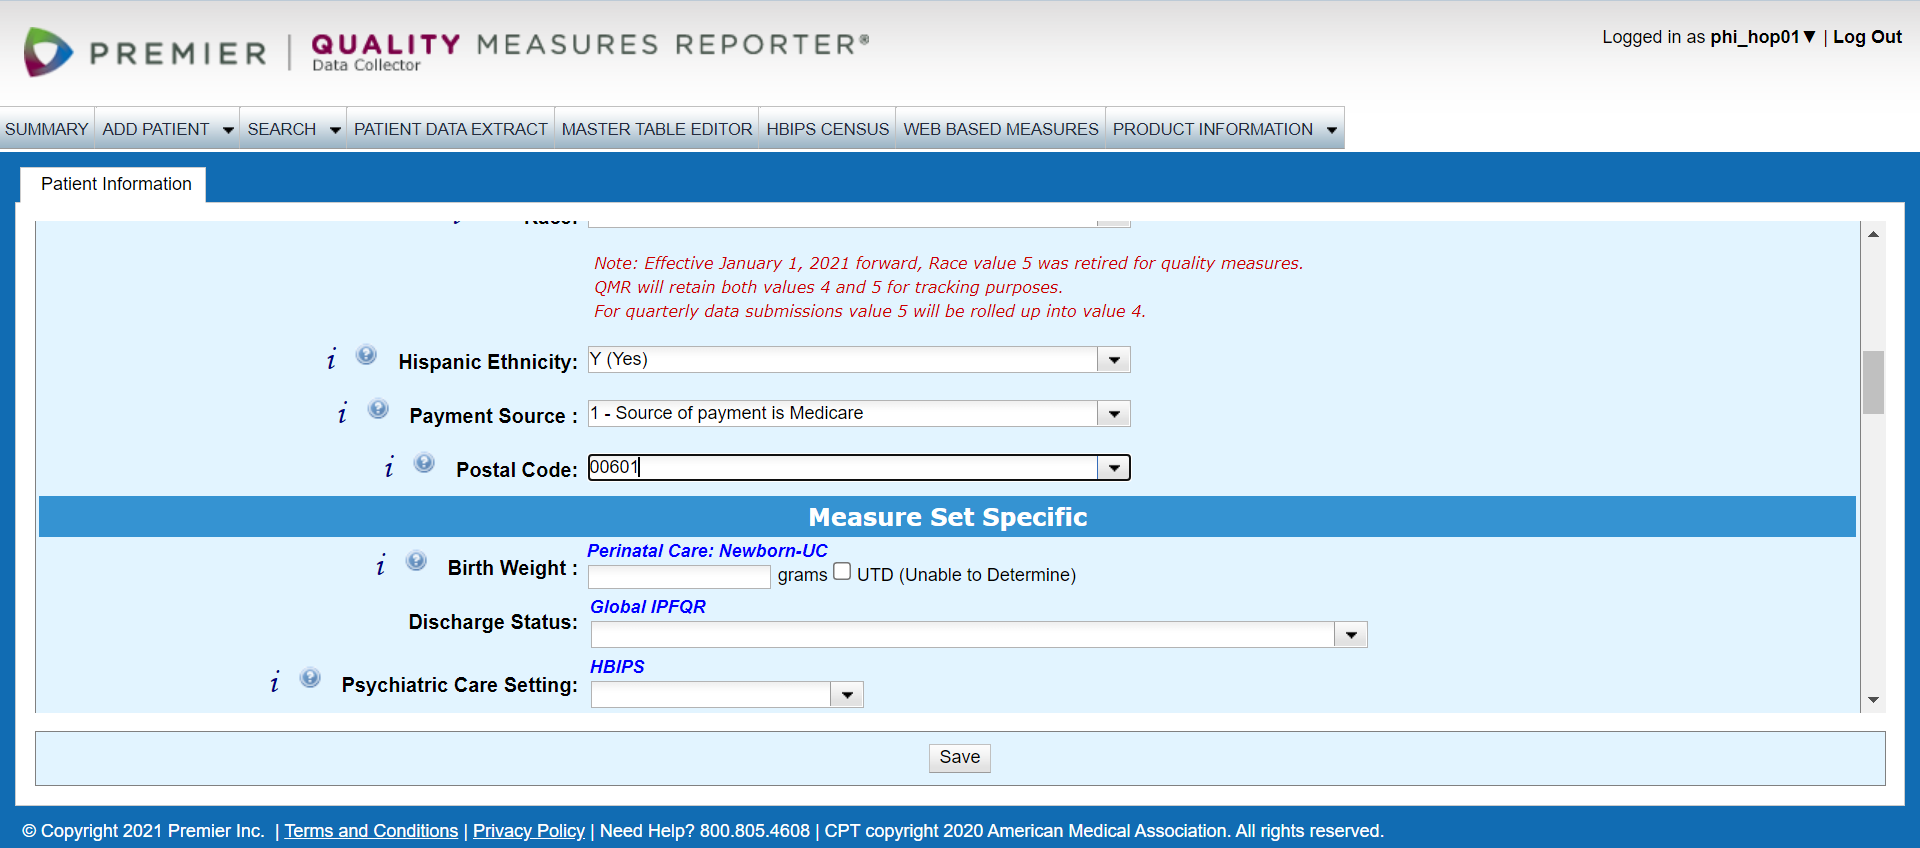 PREMIER | QUALITY MEASURES REPORTER®
Data Collector
Logged in as phi_hop01▼ | Log Out
SUMMARY ADD PATIENT SEARCH PATIENT DATA EXTRACT MASTER TABLE EDITOR HBIPS CENSUS WEB BASED MEASURES PRODUCT INFORMATION
Patient Information
Note: Effective January 1, 2021 forward, Race value 5 was retired for quality measures.
QMR will retain both values 4 and 5 for tracking purposes.
For quarterly data submissions value 5 will be rolled up into value 4.
i ? Hispanic Ethnicity: Y (Yes)
i ? Payment Source : 1 - Source of payment is Medicare
i ? Postal Code: 00601
Measure Set Specific
Perinatal Care: Newborn-UC
i ? Birth Weight : grams UTD (Unable to Determine)
Global IPFQR
Discharge Status:
HBIPS
i ? Psychiatric Care Setting:
Save
© Copyright 2021 Premier Inc. | Terms and Conditions | Privacy Policy | Need Help? 800.805.4608 | CPT copyright 2020 American Medical Association. All rights reserved.